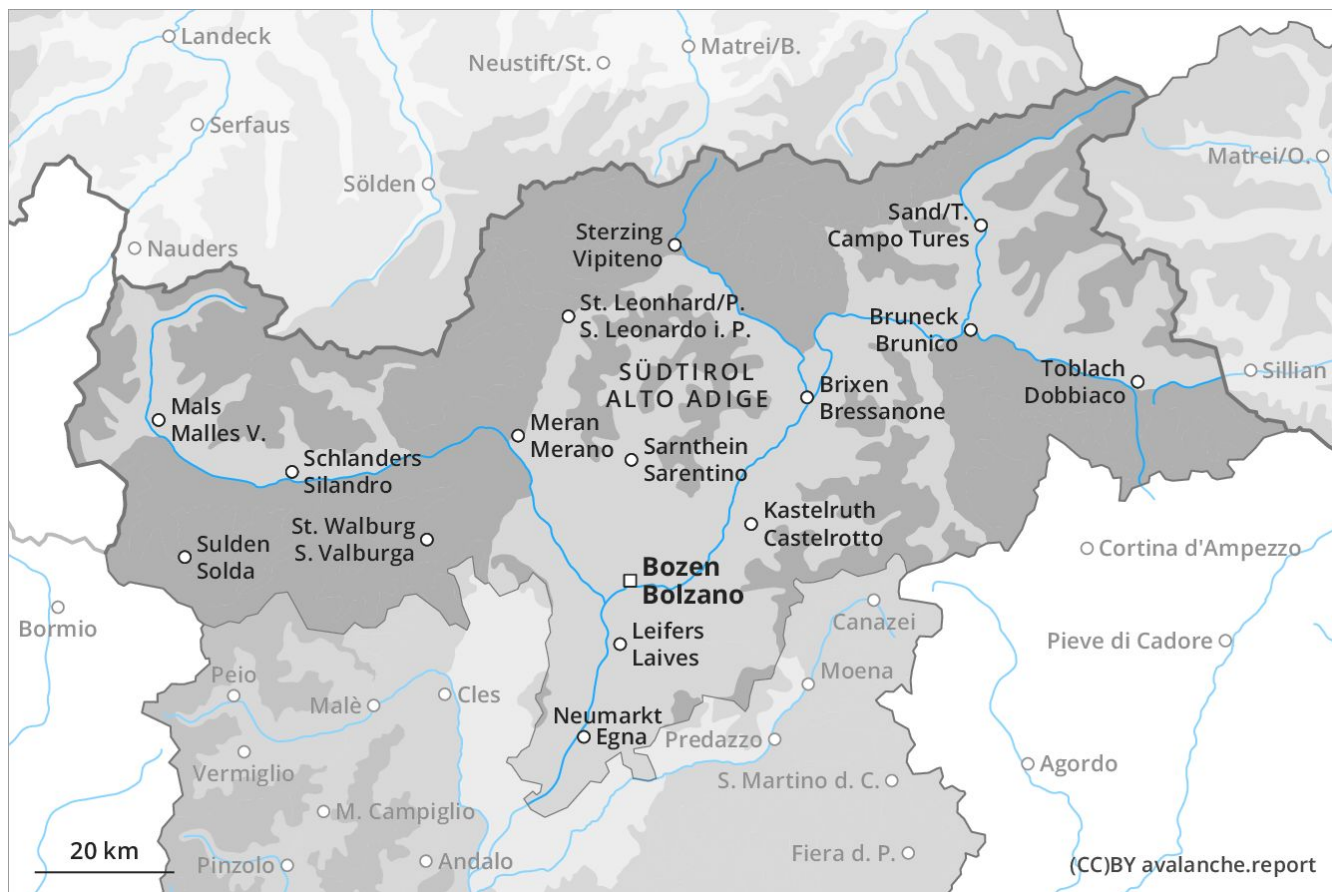 Landeck
Matrei/B.
Neustift/St.
Serfaus
Matrei/O.
Sölden
Sand/T.
Campo Tures
Sterzing
Vipiteno
Nauders
St. Leonhard/P.
S. Leonardo i. P.
Bruneck
Brunico
SÜDTIROL
ALTO ADIGE
Toblach
Dobbiaco
Sillian
Brixen
Bressanone
Mals
Malles V.
Meran
Merano
Sarnthein
Sarentino
Schlanders
Silandro
Kastelruth
Castelrotto
St. Walburg
S. Valburga
Sulden
Solda
Cortina d'Ampezzo
Bozen
Bolzano
Bormio
Leifers
Laives
Canazei
Pieve di Cadore
Peio
Moena
Malè
Cles
Neumarkt
Egna
Predazzo
Vermiglio
Agordo
S. Martino d. C.
M. Campiglio
20 km
Pinzolo
Andalo
Fiera d. P.
(CC)BY avalanche.report